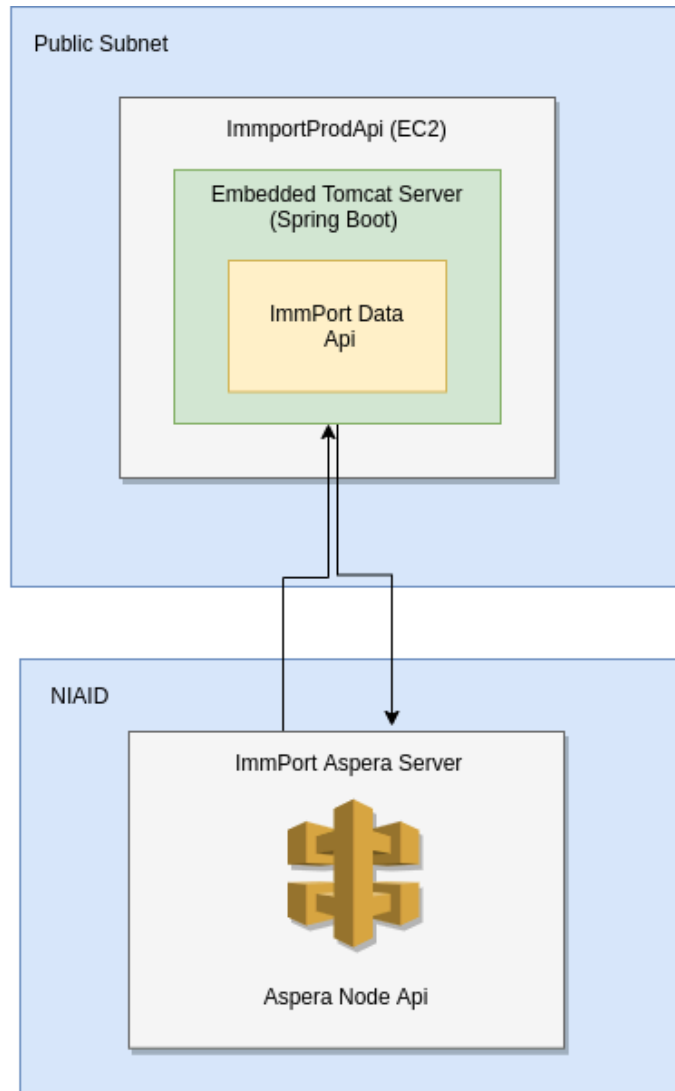 Public Subnet
ImmportProdApi (EC2)
Embedded Tomcat Server
(Spring Boot)
ImmPort Data
Api
NIAID
ImmPort Aspera Server
Aspera Node Api